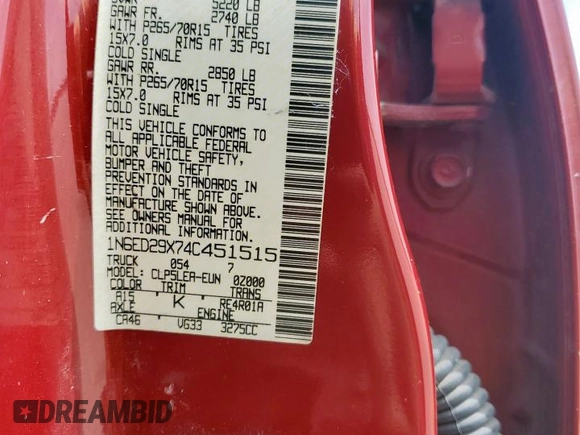 GVWR 5220 LB
GAWR FR. 2740 LB
WITH P265/70R15 TIRES
15X7.0 RIMS AT 35 PSI
COLD SINGLE
GAWR RR. 2850 LB
WITH P265/70R15 TIRES
15X7.0 RIMS AT 35 PSI
COLD SINGLE
THIS VEHICLE CONFORMS TO
ALL APPLICABLE FEDERAL
MOTOR VEHICLE SAFETY,
BUMPER AND THEFT
PREVENTION STANDARDS IN
EFFECT ON THE DATE OF
MANUFACTURE SHOWN ABOVE.
SEE OWNERS MANUAL FOR
ADDITIONAL INFORMATION.
1N6ED29X74C451515
TRUCK 054 7
MODEL: CLP5LEA-EUN 0Z000
COLOR TRIM TRANS
A15 K RE4R01A
AXLE ENGINE
CA46 VG33 3275CC
DREAMBID